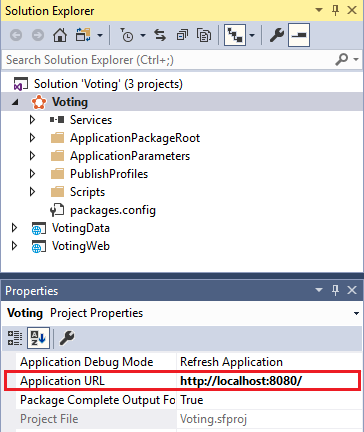 Solution Explorer
Search Solution Explorer (Ctrl+;)
Solution 'Voting' (3 projects)
Voting
Services
ApplicationPackageRoot
ApplicationParameters
PublishProfiles
Scripts
packages.config
VotingData
VotingWeb
Properties
Voting Project Properties
Application Debug Mode Refresh Application
Application URL http://localhost:8080/
Package Complete Output Fo True
Project File Voting.sfproj